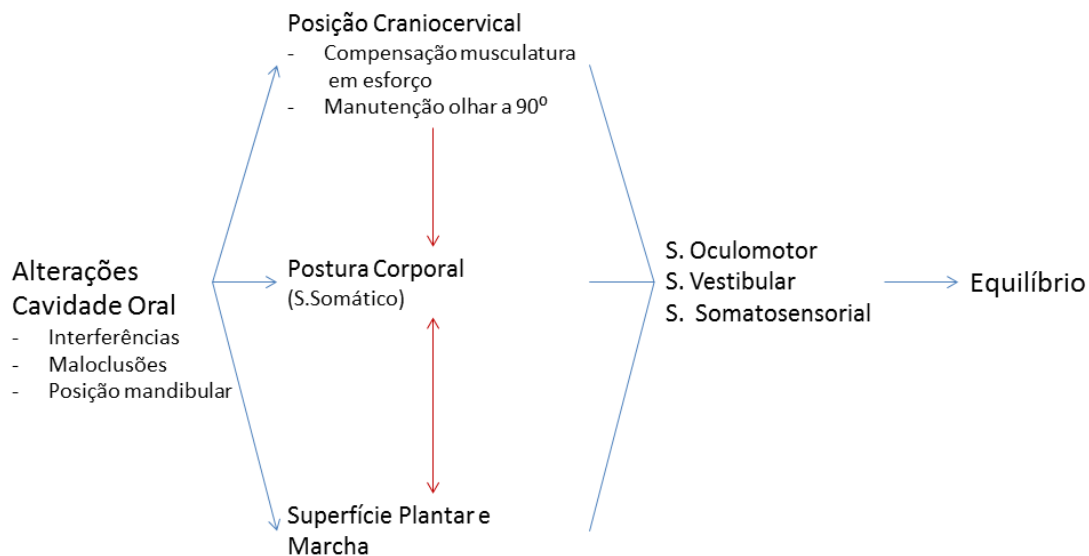 Posição Craniocervical
- Compensação musculatura
em esforço
- Manutenção olhar a 90⁰
Alterações
Cavidade Oral
- Interferências
- Maloclusões
- Posição mandibular
Postura Corporal
(S.Somático)
Superfície Plantar e
Marcha
S. Oculomotor
S. Vestibular
S. Somatosensorial
Equilíbrio